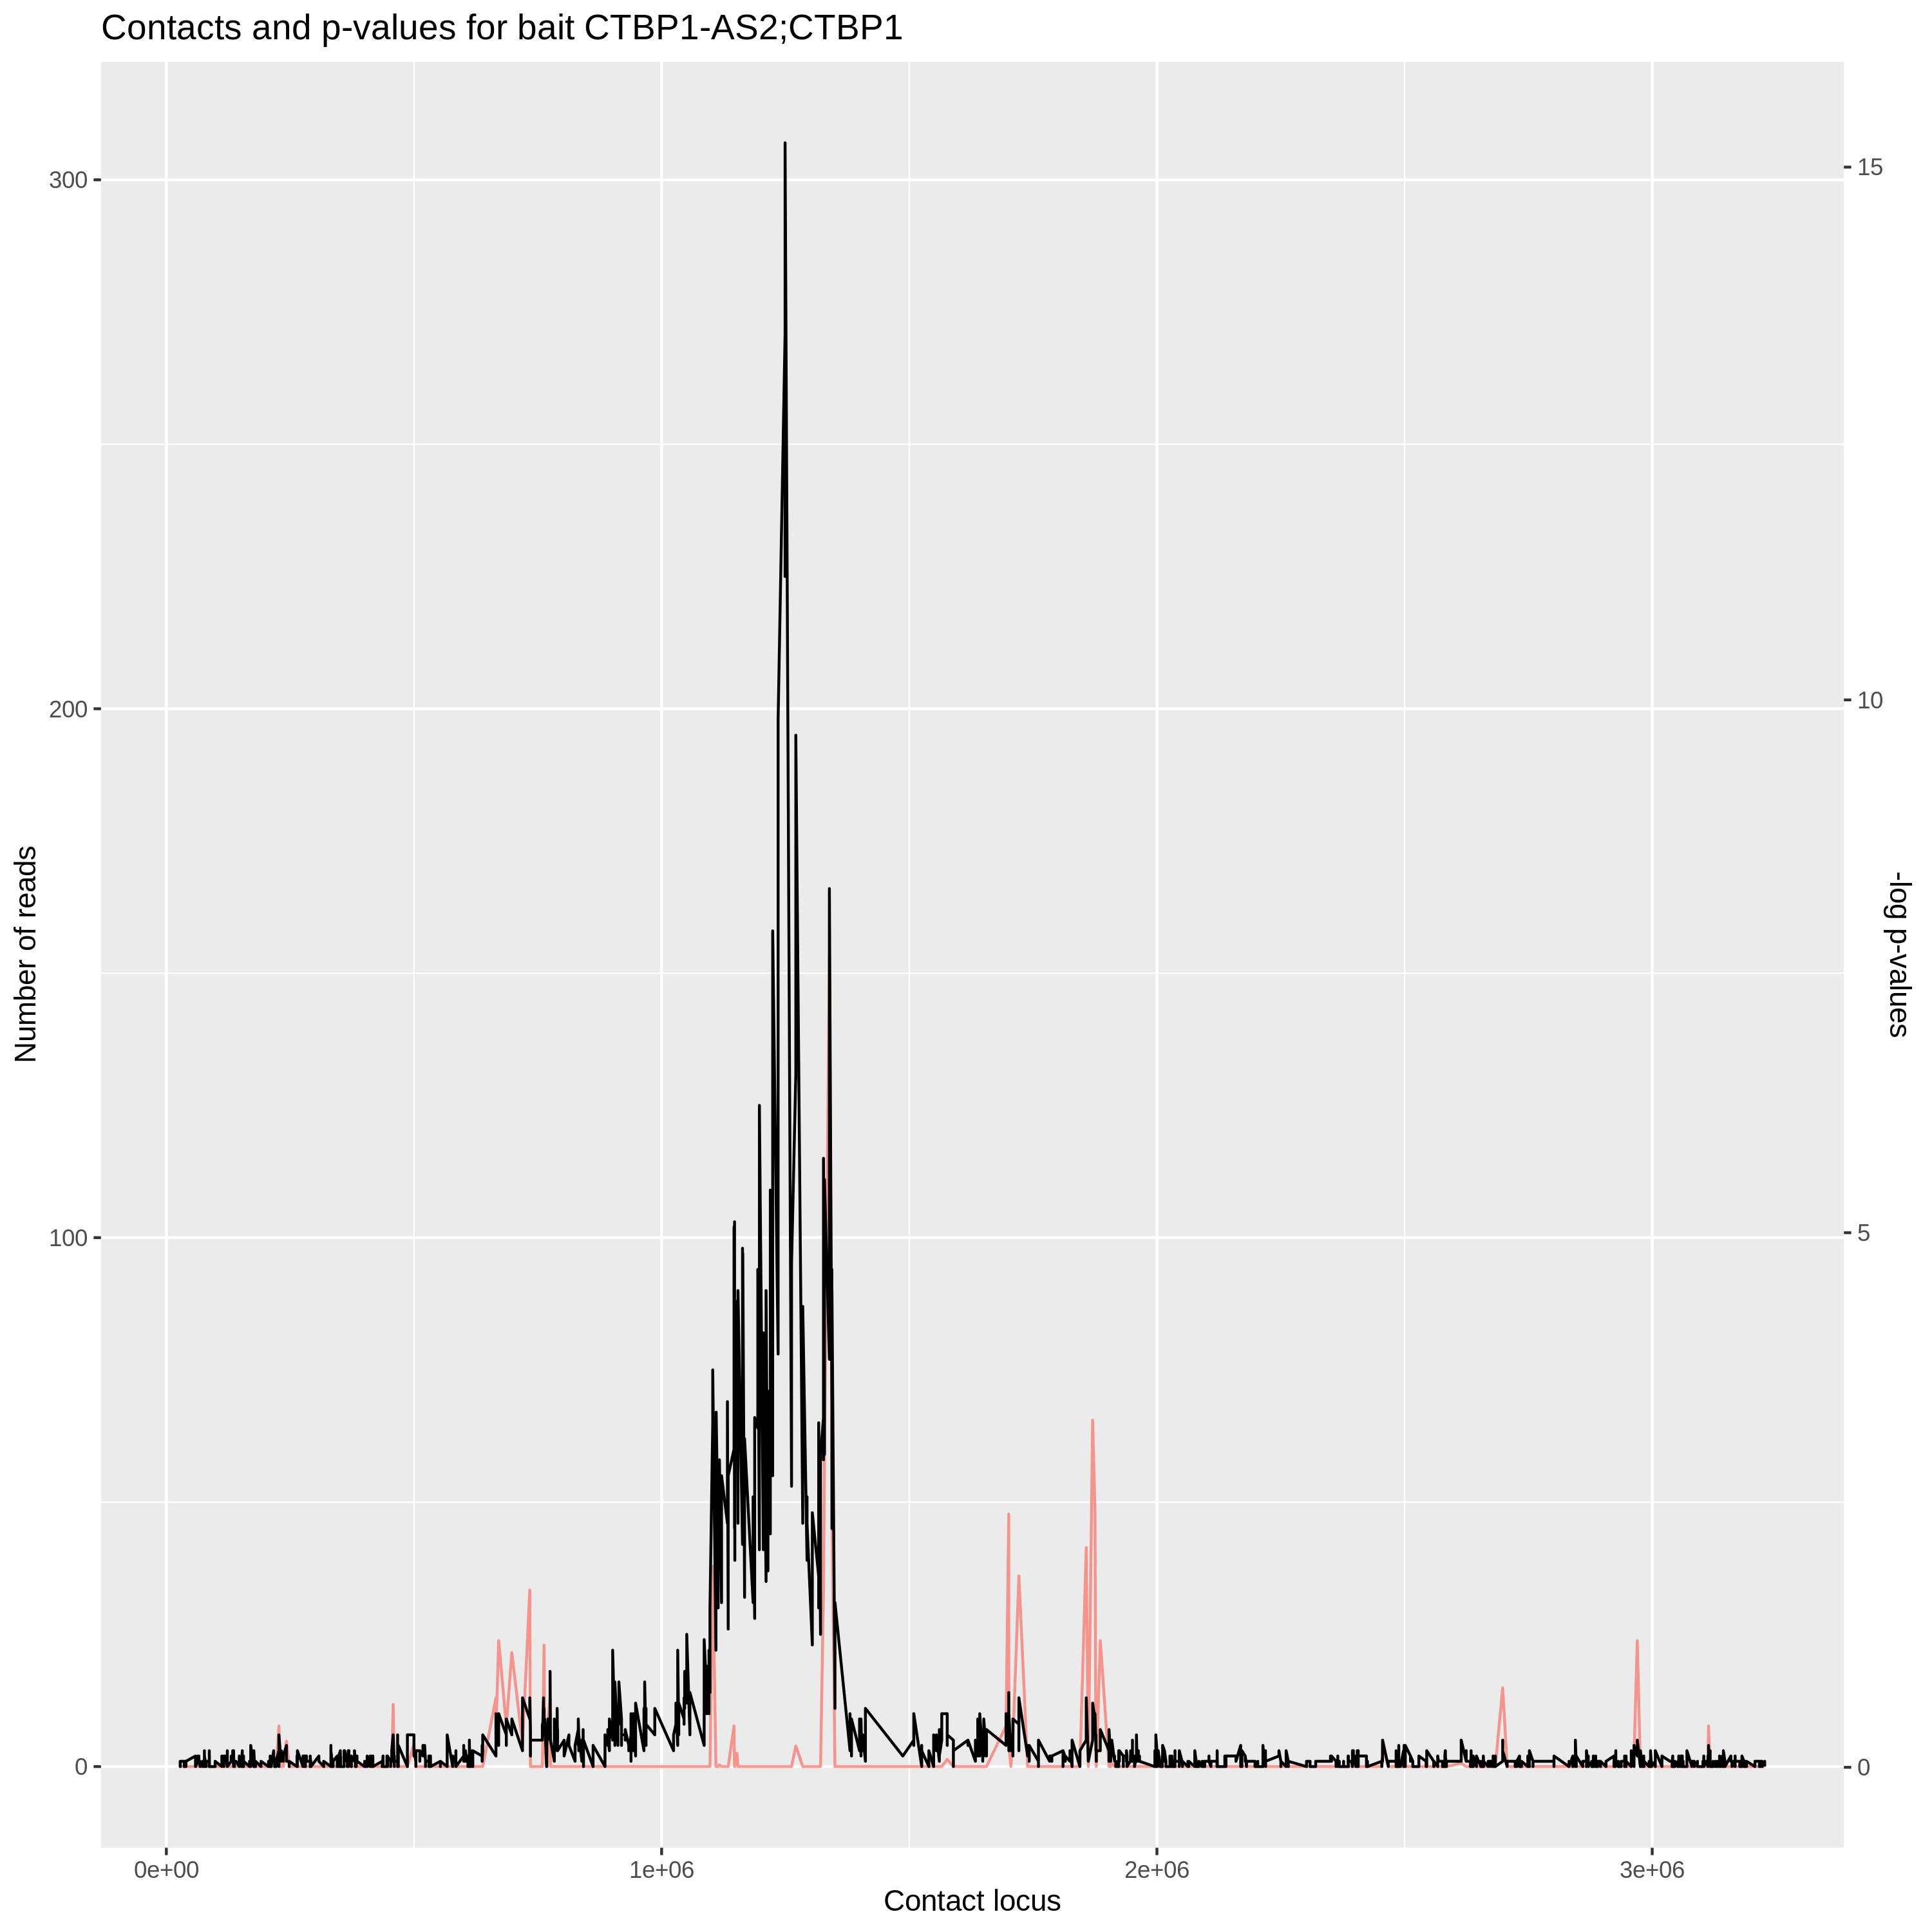 Contacts and p-values for bait CTBP1-AS2;CTBP1
300
200
100
0
Number of reads
15
10
5
0
-log p-values
0e+00
1e+06
2e+06
3e+06
Contact locus